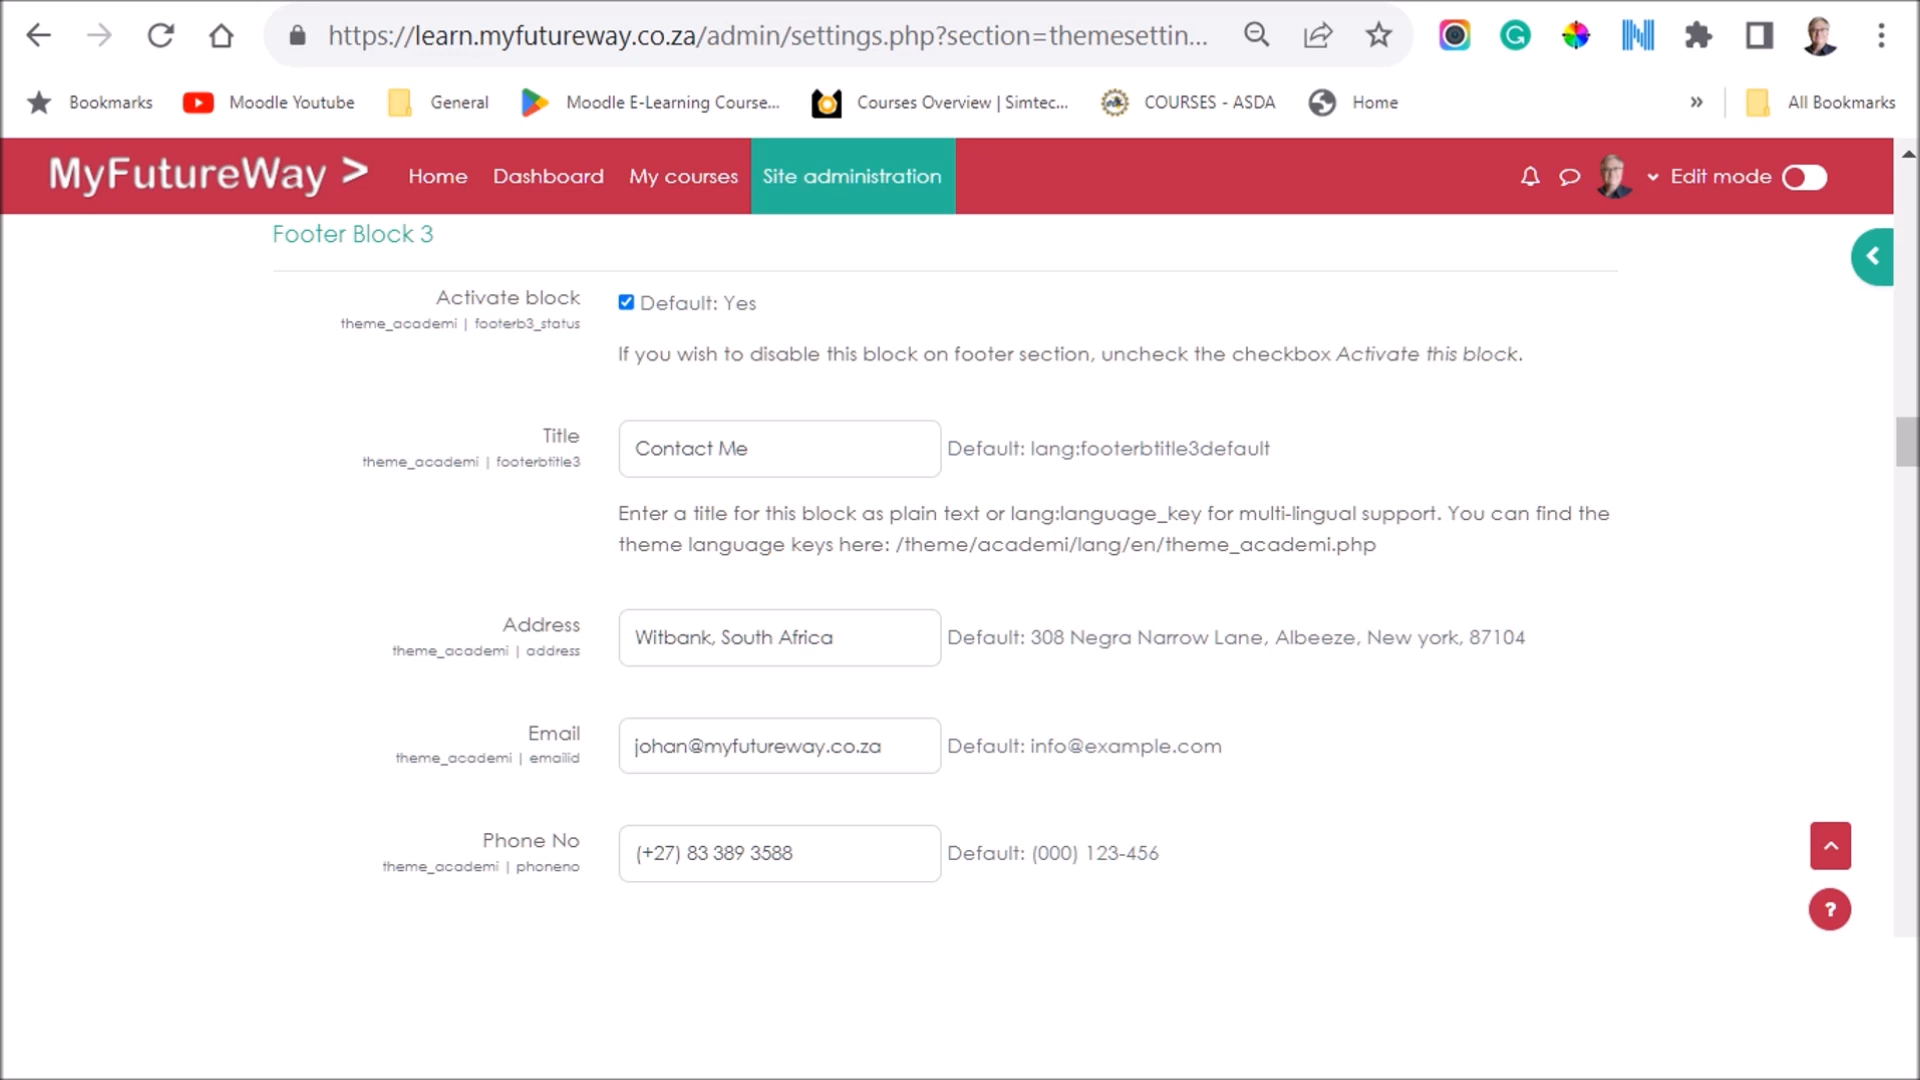 https://learn.myfutureway.co.za/admin/settings.php?section=themesettin...
Bookmarks Moodle Youtube General Moodle E-Learning Course... Courses Overview | Simtec... COURSES - ASDA Home » All Bookmarks
MyFutureWay > Home Dashboard My courses Site administration Edit mode
Footer Block 3
Activate block Default: Yes
theme_academi | footerb3_status
If you wish to disable this block on footer section, uncheck the checkbox Activate this block.
Title Contact Me Default: lang:footerbtitle3default
theme_academi | footerbtitle3
Enter a title for this block as plain text or lang:language_key for multi-lingual support. You can find the
theme language keys here: /theme/academi/lang/en/theme_academi.php
Address Witbank, South Africa Default: 308 Negra Narrow Lane, Albeeze, New york, 87104
theme_academi | address
Email johan@myfutureway.co.za Default: info@example.com
theme_academi | emailid
Phone No (+27) 83 389 3588 Default: (000) 123-456
theme_academi | phoneno
?